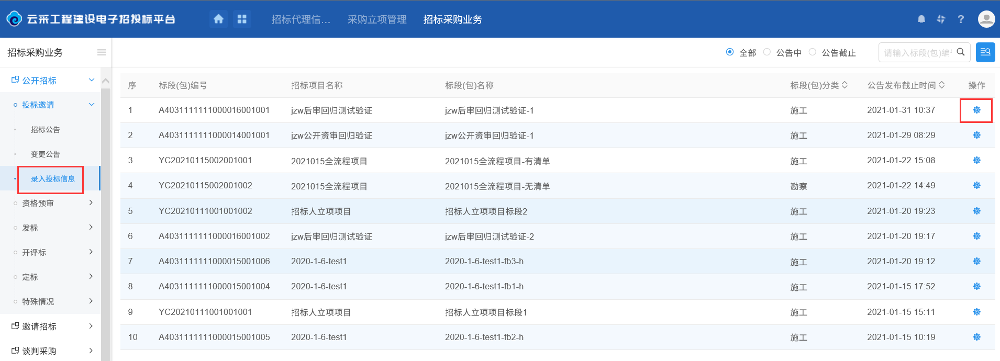 云采工程建设电子招投标平台 招标代理信... 采购立项管理 招标采购业务 ?
招标采购业务
全部 公告中 公告截止 请输入标段(包)编
公开招标
投标邀请
招标公告
变更公告
录入投标信息
资格预审
发标
开评标
定标
特殊情况
邀请招标
谈判采购
序 标段(包)编号 招标项目名称 标段(包)名称 标段(包)分类 公告发布截止时间 操作
1 A4031111111000016001001 jzw后审回归测试验证 jzw后审回归测试验证-1 施工 2021-01-31 10:37
2 A4031111111000014001001 jzw公开资审回归验证 jzw公开资审回归验证-1 施工 2021-01-29 08:29
3 YC20210115002001001 2021015全流程项目 2021015全流程项目-有清单 施工 2021-01-22 15:08
4 YC20210115002001002 2021015全流程项目 2021015全流程项目-无清单 勘察 2021-01-22 14:49
5 YC20210111001001002 招标人立项项目 招标人立项项目标段2 施工 2021-01-20 19:23
6 A4031111111000016001002 jzw后审回归测试验证 jzw后审回归测试验证-2 施工 2021-01-20 19:17
7 A4031111111000015001006 2020-1-6-test1 2020-1-6-test1-fb3-h 施工 2021-01-20 19:12
8 A4031111111000015001004 2020-1-6-test1 2020-1-6-test1-fb1-h 施工 2021-01-15 17:52
9 YC20210111001001001 招标人立项项目 招标人立项项目标段1 施工 2021-01-15 15:11
10 A4031111111000015001005 2020-1-6-test1 2020-1-6-test1-fb2-h 施工 2021-01-15 10:19